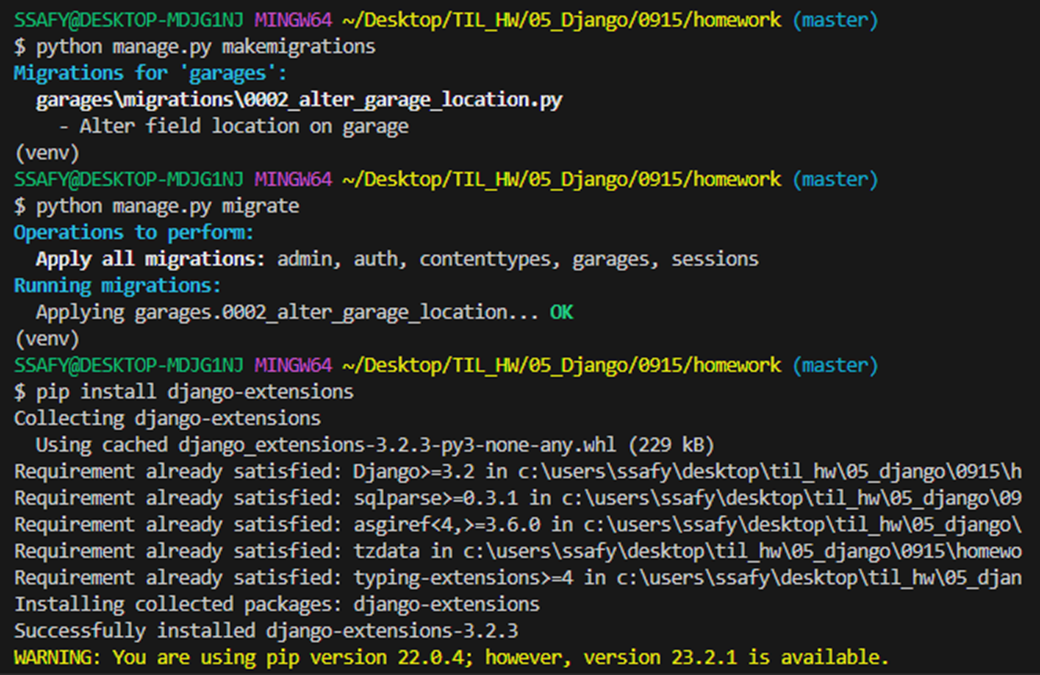 SSAFY@DESKTOP-MDJG1NJ MINGW64 ~/Desktop/TIL_HW/05_Django/0915/homework (master)
$ python manage.py makemigrations
Migrations for 'garages':
  garages\migrations\0002_alter_garage_location.py
    - Alter field location on garage
(venv)
SSAFY@DESKTOP-MDJG1NJ MINGW64 ~/Desktop/TIL_HW/05_Django/0915/homework (master)
$ python manage.py migrate
Operations to perform:
  Apply all migrations: admin, auth, contenttypes, garages, sessions
Running migrations:
  Applying garages.0002_alter_garage_location... OK
(venv)
SSAFY@DESKTOP-MDJG1NJ MINGW64 ~/Desktop/TIL_HW/05_Django/0915/homework (master)
$ pip install django-extensions
Collecting django-extensions
  Using cached django_extensions-3.2.3-py3-none-any.whl (229 kB)
Requirement already satisfied: Django>=3.2 in c:\users\ssafy\desktop\til_hw\05_django\0915\h
Requirement already satisfied: sqlparse>=0.3.1 in c:\users\ssafy\desktop\til_hw\05_django\09
Requirement already satisfied: asgiref<4,>=3.6.0 in c:\users\ssafy\desktop\til_hw\05_django\
Requirement already satisfied: tzdata in c:\users\ssafy\desktop\til_hw\05_django\0915\homewo
Requirement already satisfied: typing-extensions>=4 in c:\users\ssafy\desktop\til_hw\05_djan
Installing collected packages: django-extensions
Successfully installed django-extensions-3.2.3
WARNING: You are using pip version 22.0.4; however, version 23.2.1 is available.